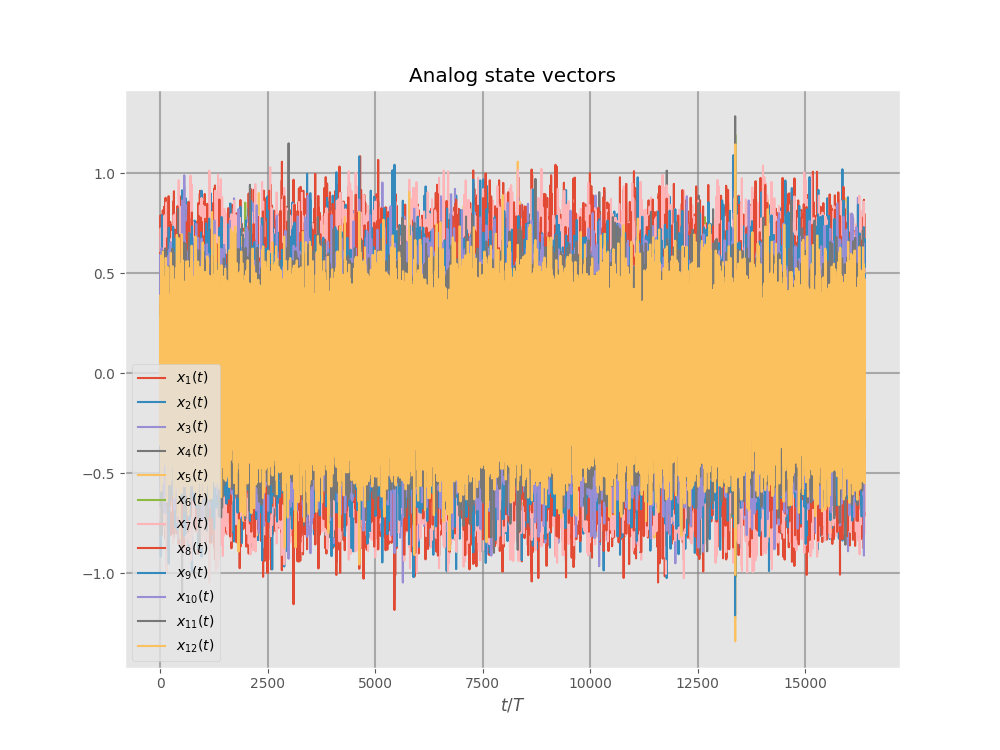 Analog state vectors
1.0
0.5
0.0
−0.5
−1.0
x₁(t)
x₂(t)
x₃(t)
x₄(t)
x₅(t)
x₆(t)
x₇(t)
x₈(t)
x₉(t)
x₁₀(t)
x₁₁(t)
x₁₂(t)
0 2500 5000 7500 10000 12500 15000
t/T